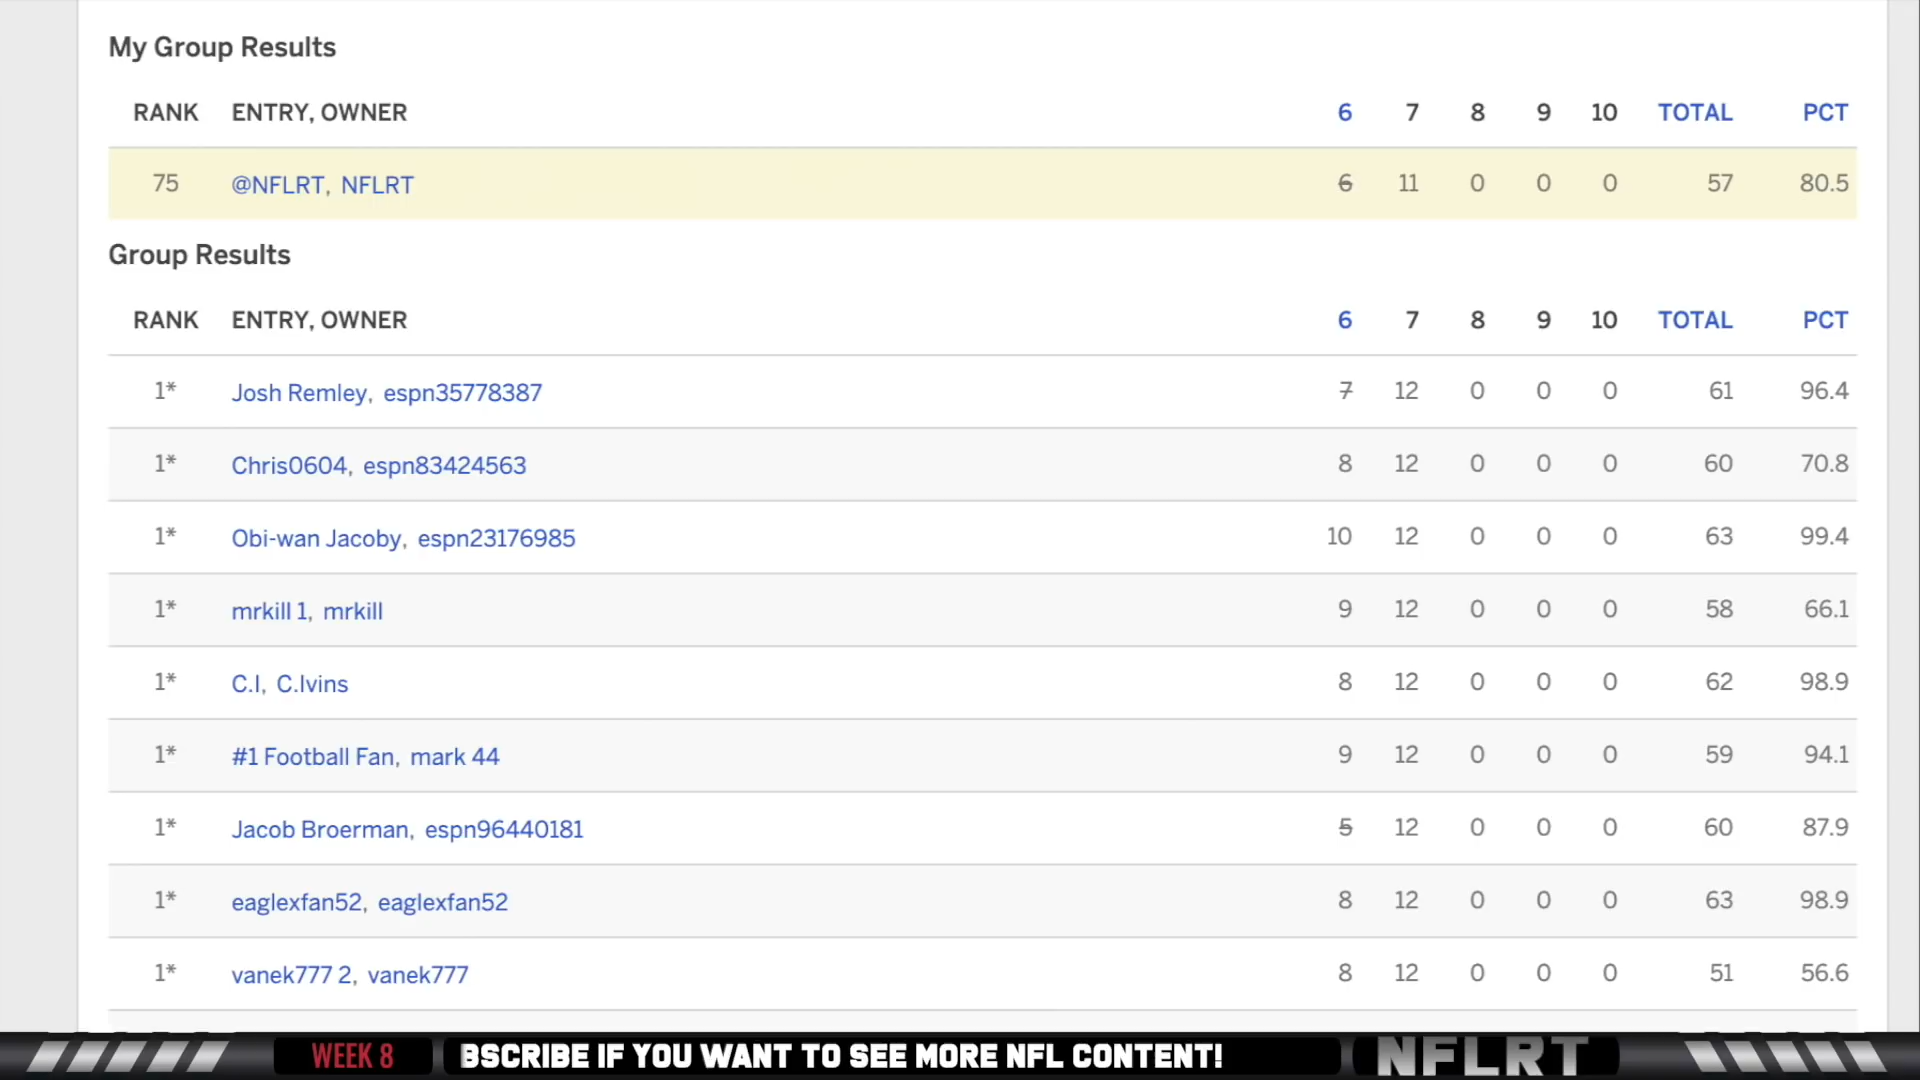 My Group Results
RANK ENTRY, OWNER 6 7 8 9 10 TOTAL PCT
75 @NFLRT, NFLRT 6 11 0 0 0 57 80.5
Group Results
RANK ENTRY, OWNER 6 7 8 9 10 TOTAL PCT
1* Josh Remley, espn35778387 7 12 0 0 0 61 96.4
1* Chris0604, espn83424563 8 12 0 0 0 60 70.8
1* Obi-wan Jacoby, espn23176985 10 12 0 0 0 63 99.4
1* mrkill 1, mrkill 9 12 0 0 0 58 66.1
1* C.I, C.Ivins 8 12 0 0 0 62 98.9
1* #1 Football Fan, mark 44 9 12 0 0 0 59 94.1
1* Jacob Broerman, espn96440181 5 12 0 0 0 60 87.9
1* eaglexfan52, eaglexfan52 8 12 0 0 0 63 98.9
1* vanek777 2, vanek777 8 12 0 0 0 51 56.6
WEEK 8 BSCRIBE IF YOU WANT TO SEE MORE NFL CONTENT! NFLRT